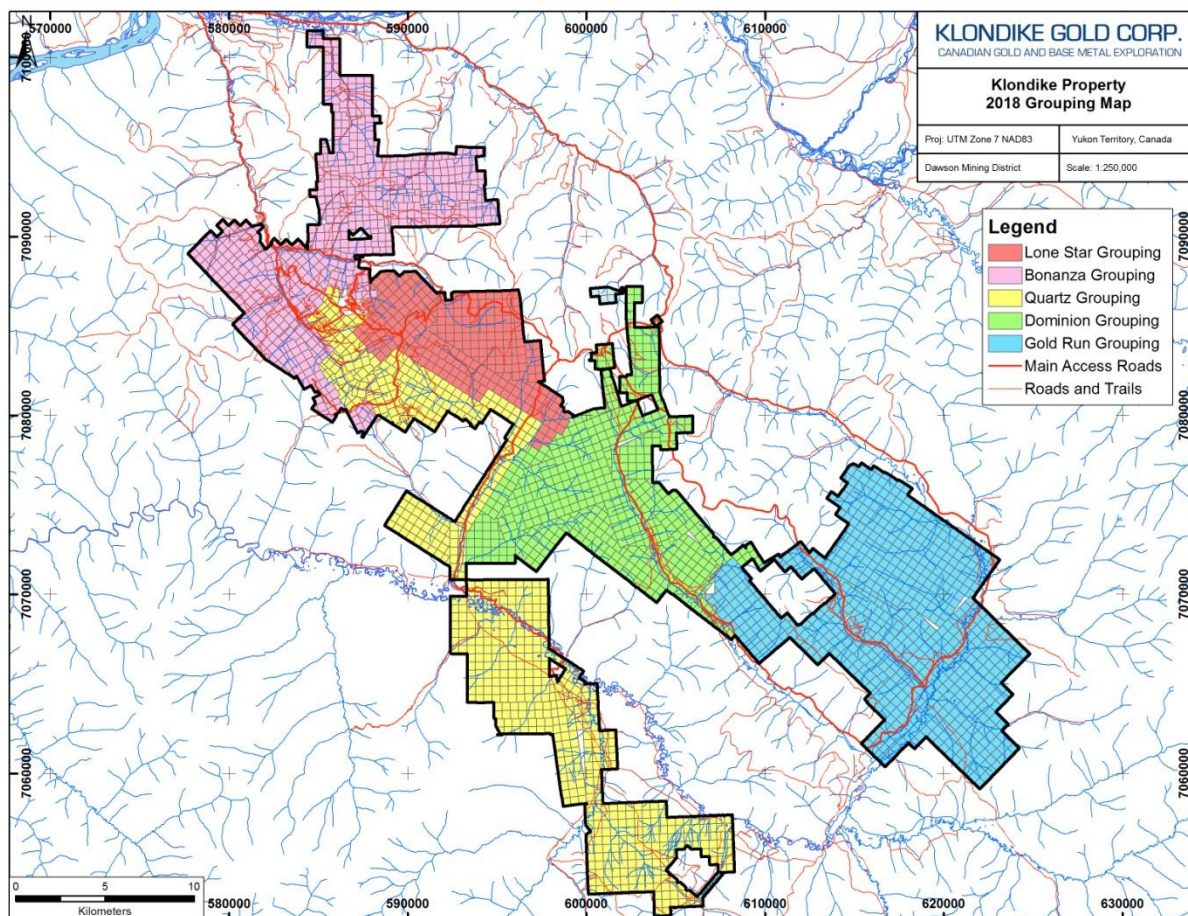 570000
580000
590000
600000
610000
N
7100000
7100000
KLONDIKE GOLD CORP.
CANADIAN GOLD AND BASE METAL EXPLORATION
Klondike Property
2018 Grouping Map
Proj: UTM Zone 7 NAD83
Yukon Territory, Canada
Dawson Mining District
Scale: 1:250,000
Legend
Lone Star Grouping
Bonanza Grouping
Quartz Grouping
Dominion Grouping
Gold Run Grouping
Main Access Roads
Roads and Trails
7090000
7090000
7080000
7080000
7070000
7070000
7060000
7060000
0 5 10
Kilometers
580000
590000
600000
610000
620000
630000